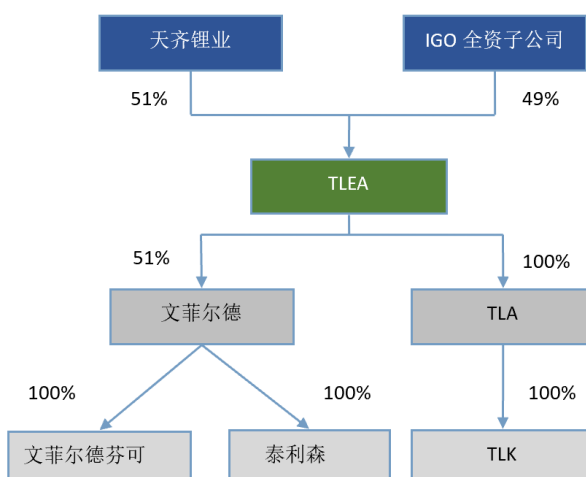 天齐锂业
IGO 全资子公司
51%
49%
TLEA
51%
100%
文菲尔德
TLA
100%
100%
100%
文菲尔德芬可
泰利森
TLK